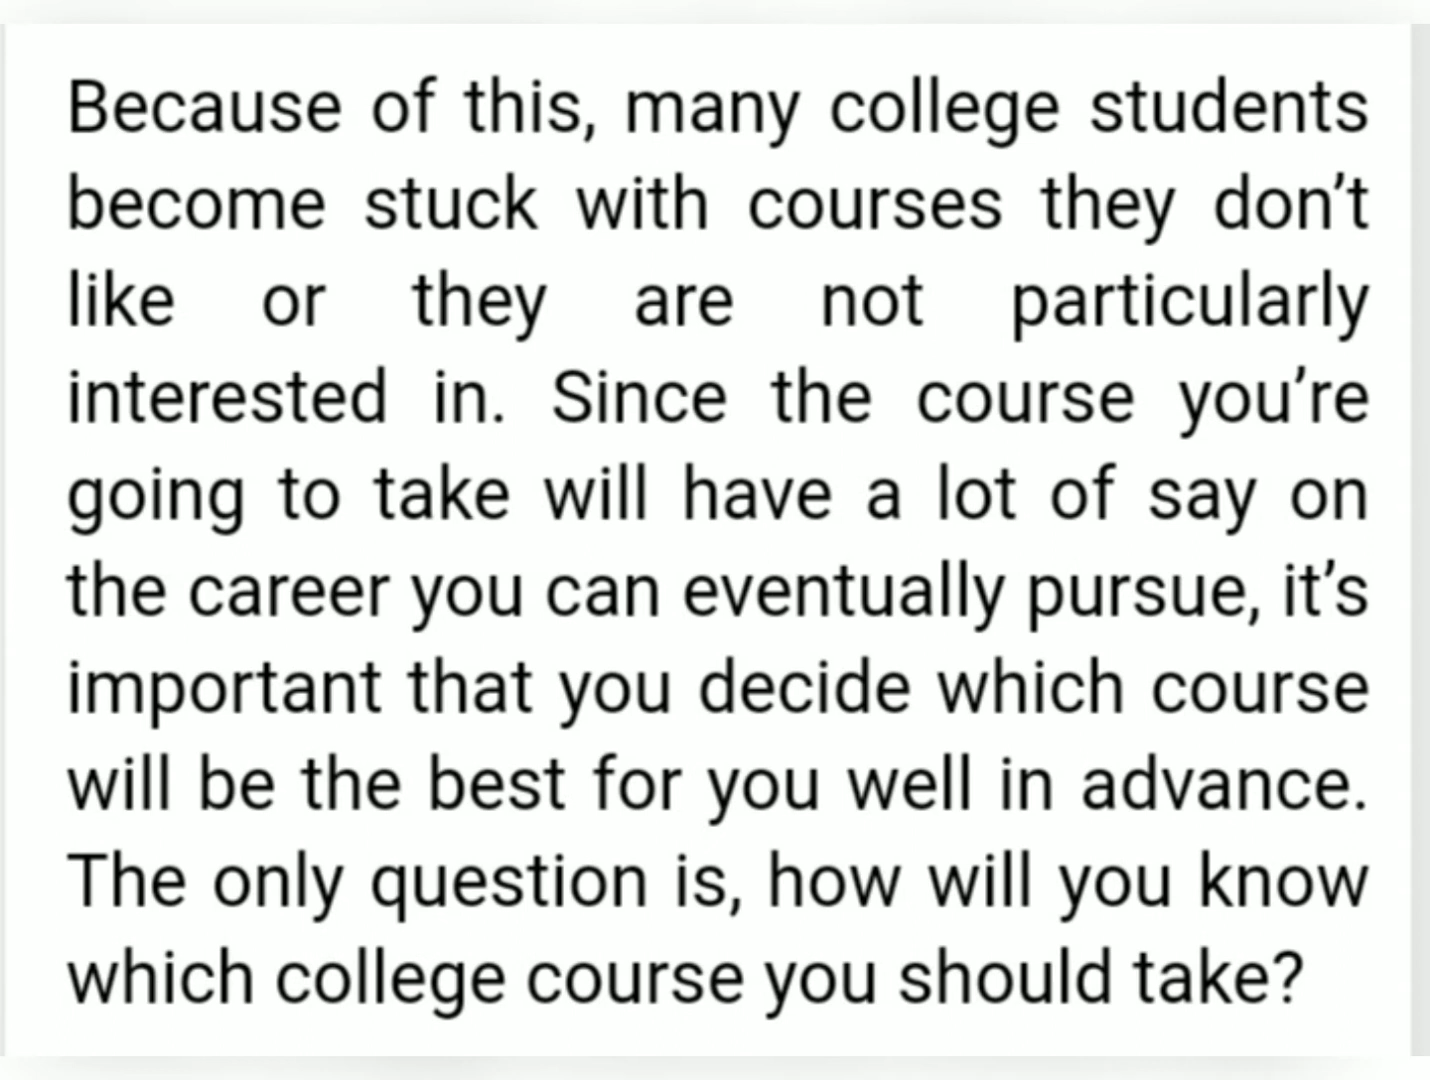 Because of this, many college students
become stuck with courses they don’t
like or they are not particularly
interested in. Since the course you’re
going to take will have a lot of say on
the career you can eventually pursue, it’s
important that you decide which course
will be the best for you well in advance.
The only question is, how will you know
which college course you should take?